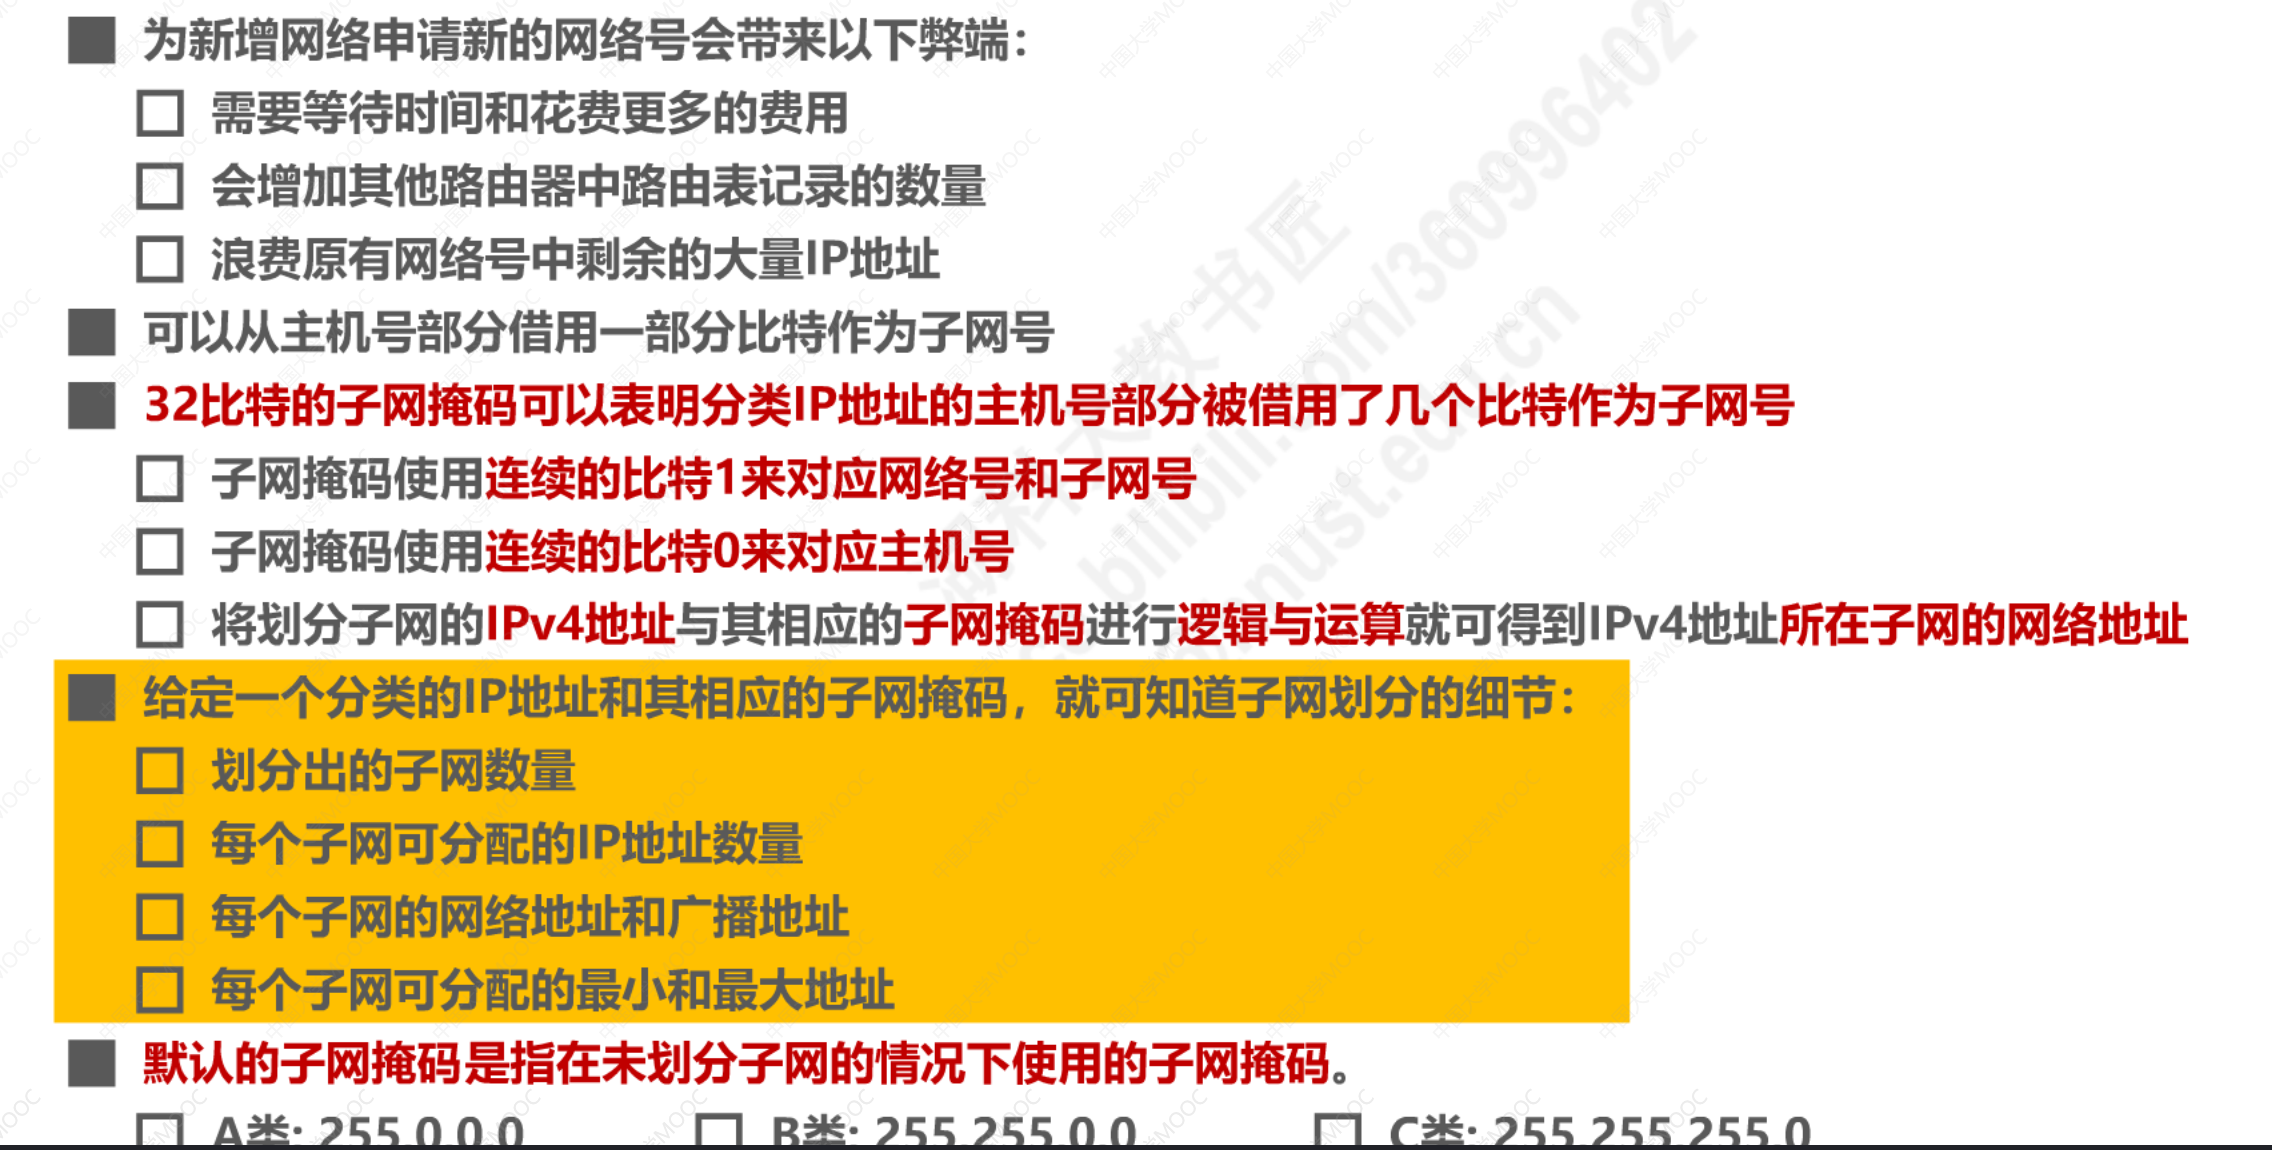 为新增网络申请新的网络号会带来以下弊端：
需要等待时间和花费更多的费用
会增加其他路由器中路由表记录的数量
浪费原有网络号中剩余的大量IP地址
可以从主机号部分借用一部分比特作为子网号
32比特的子网掩码可以表明分类IP地址的主机号部分被借用了几个比特作为子网号
子网掩码使用连续的比特1来对应网络号和子网号
子网掩码使用连续的比特0来对应主机号
将划分子网的IPv4地址与其相应的子网掩码进行逻辑与运算就可得到IPv4地址所在子网的网络地址
给定一个分类的IP地址和其相应的子网掩码，就可知道子网划分的细节：
划分出的子网数量
每个子网可分配的IP地址数量
每个子网的网络地址和广播地址
每个子网可分配的最小和最大地址
默认的子网掩码是指在未划分子网的情况下使用的子网掩码。
A类: 255.0.0.0 B类: 255.255.0.0 C类: 255.255.255.0
中国大学MOOC